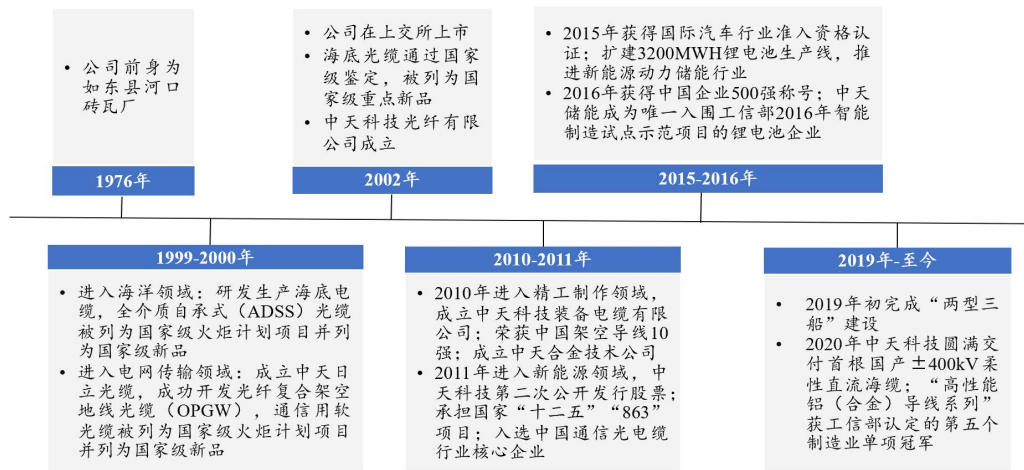 • 公司前身为
如东县河口
砖瓦厂
1976年
• 公司在上交所上市
• 海底光缆通过国家
级鉴定，被列为国
家级重点新品
• 中天科技光纤有限
公司成立
2002年
• 2015年获得国际汽车行业准入资格认
证；扩建3200MWH锂电池生产线，推
进新能源动力储能行业
• 2016年获得中国企业500强称号；中天
储能成为唯一入围工信部2016年智能
制造试点示范项目的锂电池企业
2015-2016年
1999-2000年
• 进入海洋领域：研发生产海底电
缆，全介质自承式（ADSS）光缆
被列为国家级火炬计划项目并列
为国家级新品
• 进入电网传输领域：成立中天日
立光缆，成功开发光纤复合架空
地线光缆（OPGW），通信用软
光缆被列为国家级火炬计划项目
并列为国家级新品
2010-2011年
• 2010年进入精工制作领域，
成立中天科技装备电缆有限
公司；荣获中国架空导线10
强；成立中天合金技术公司
• 2011年进入新能源领域，中
天科技第二次公开发行股票；
承担国家“十二五”“863”
项目；入选中国通信光电缆
行业核心企业
2019年-至今
• 2019年初完成“两型三
船”建设
• 2020年中天科技圆满交
付首根国产±400kV柔
性直流海缆；“高性能
铝（合金）导线系列”
获工信部认定的第五个
制造业单项冠军